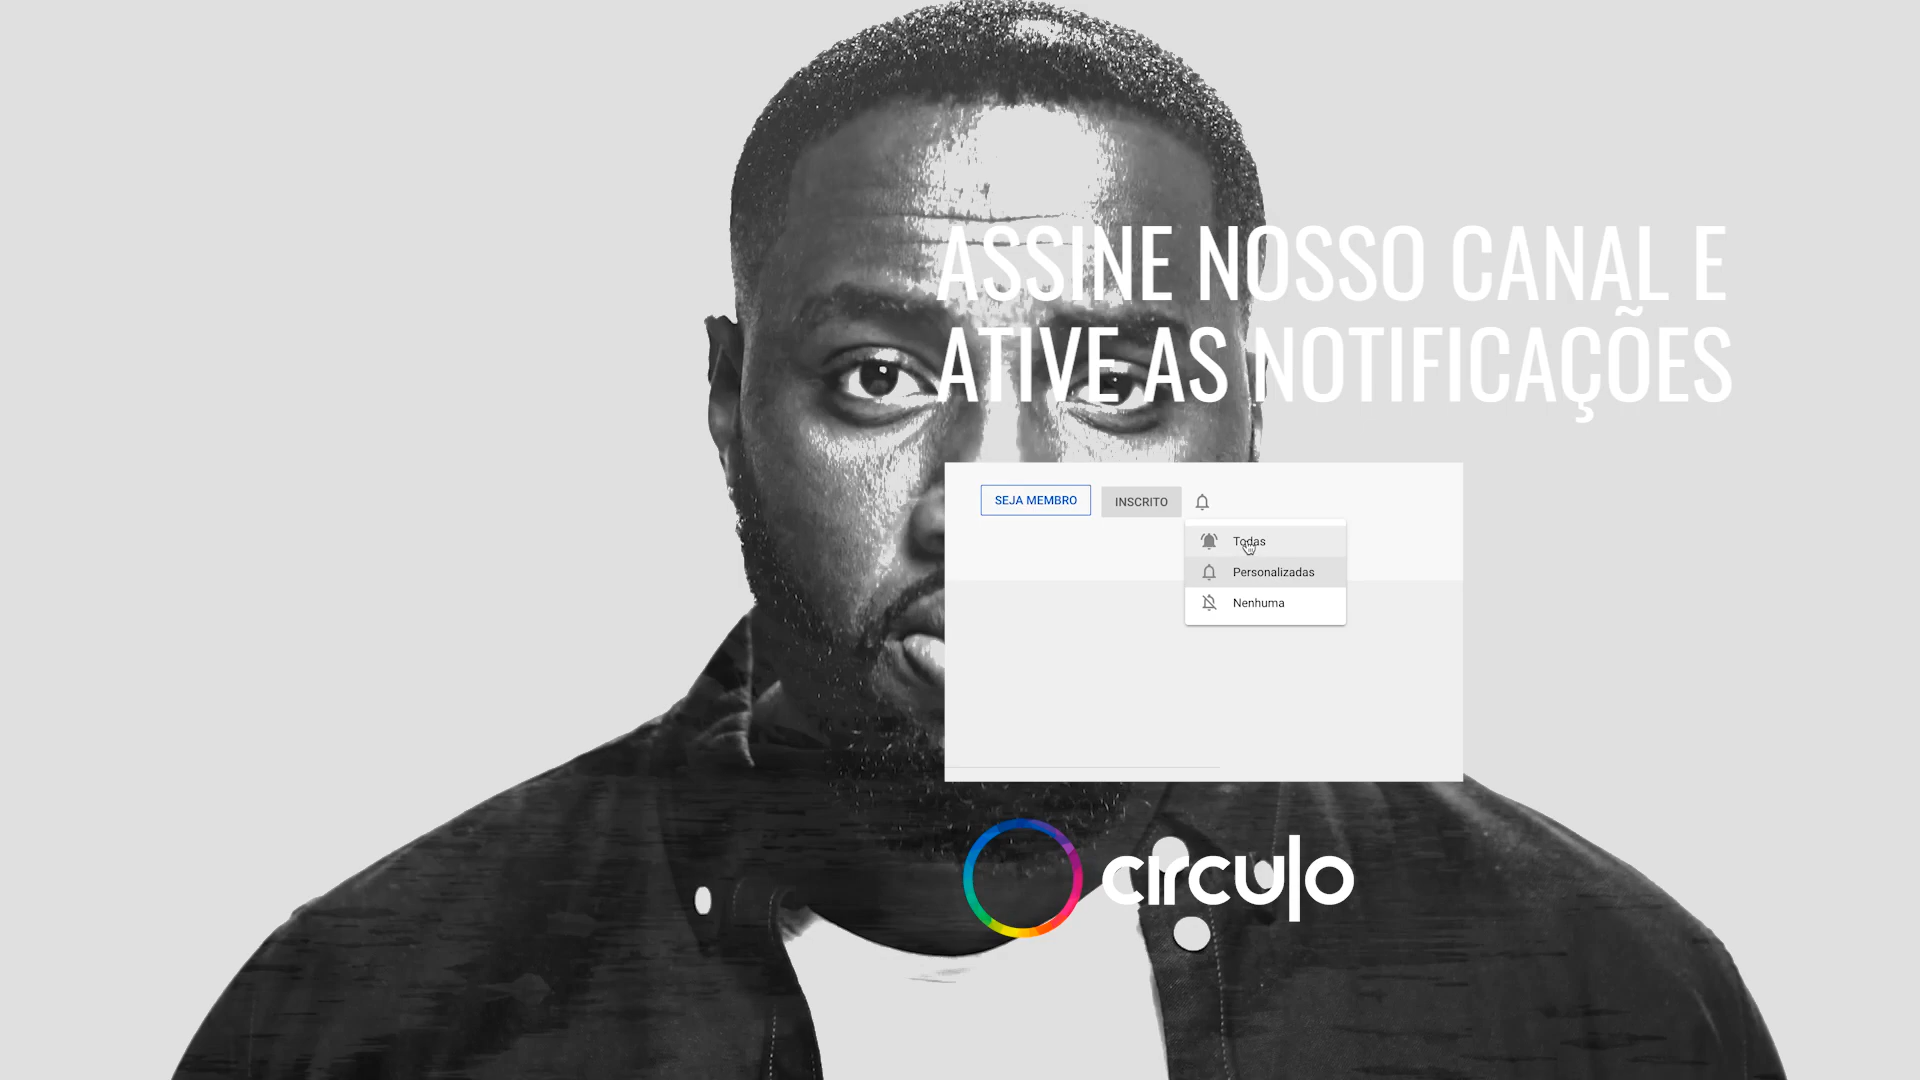 ASSINE NOSSO CANAL E
ATIVE AS NOTIFICAÇÕES
SEJA MEMBRO
INSCRITO
Todas
Personalizadas
Nenhuma
circulo